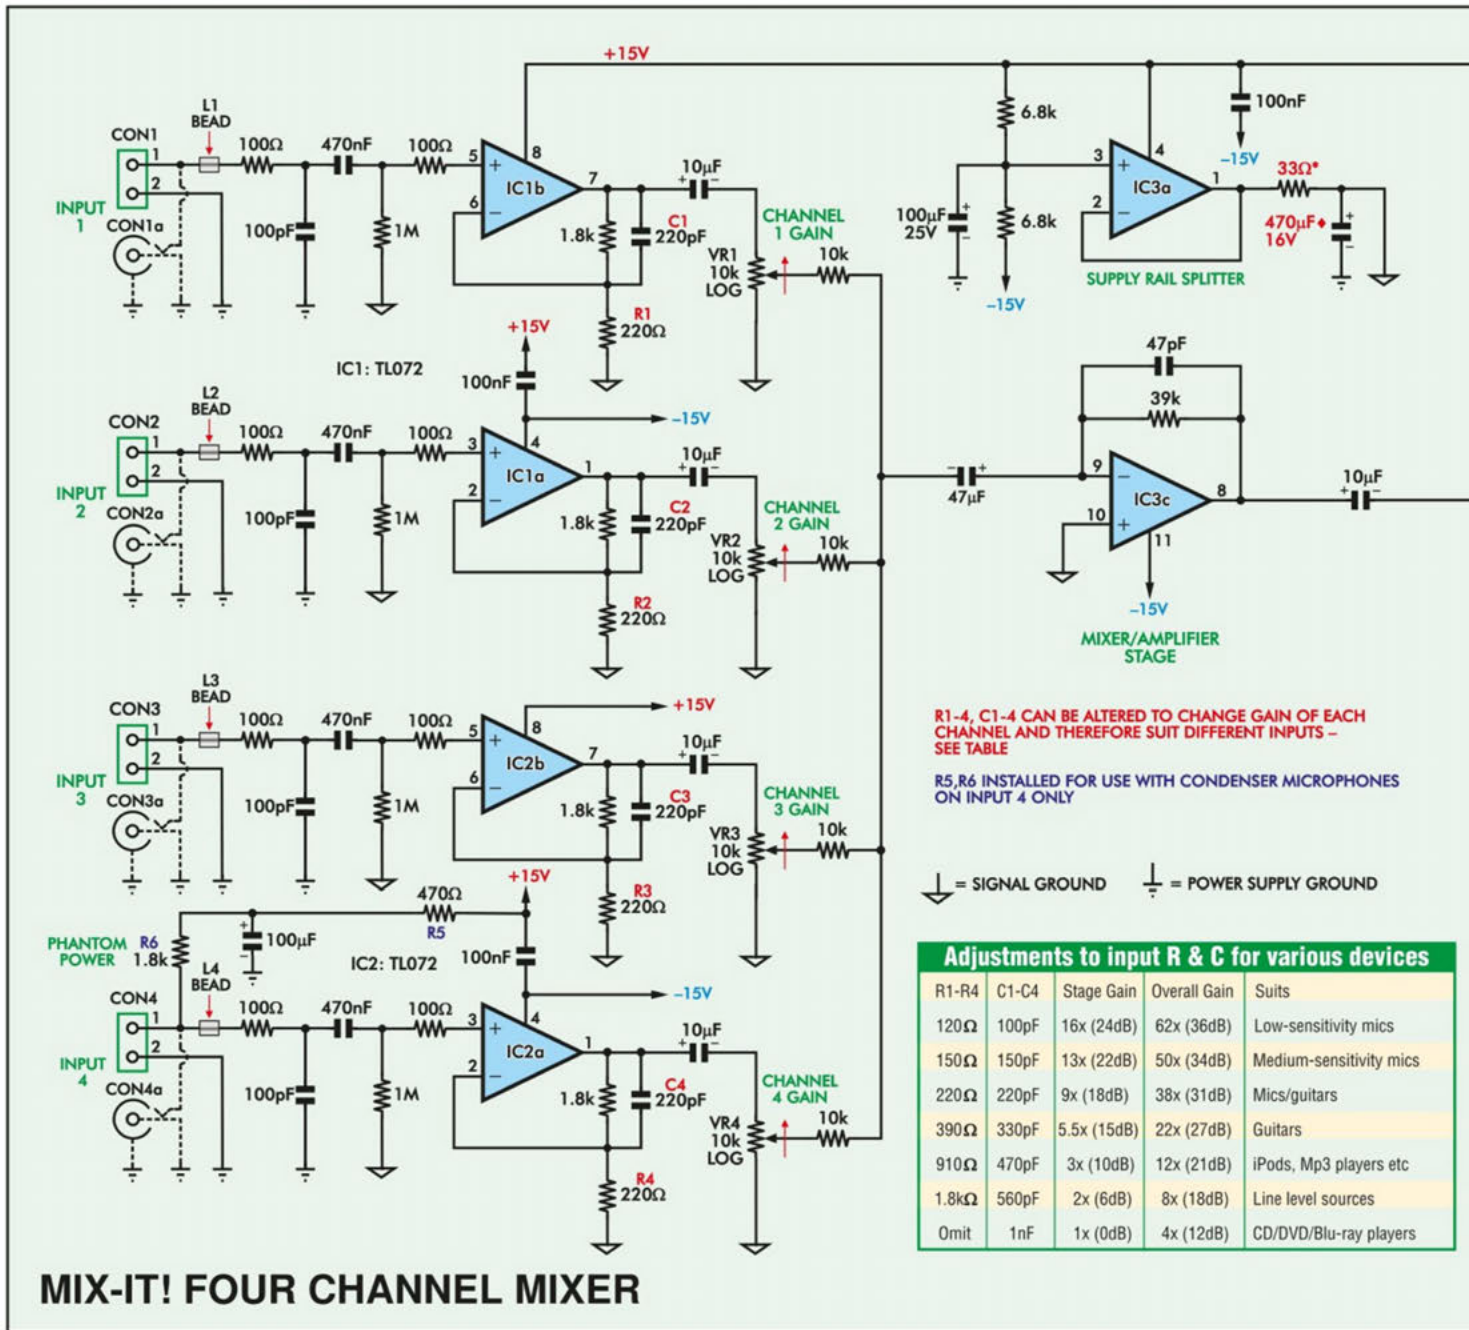 +15V
L1
BEAD
CON1
1
2
100Ω
470nF
100Ω
INPUT
1
CON1a
100pF
1M
5
6
+
–
8
IC1b
7
10µF
+
–
1.8k
C1
220pF
R1
220Ω
CHANNEL
1 GAIN
VR1
10k
LOG
10k
6.8k
100µF
25V
+
–
6.8k
–15V
100nF
–15V
3
2
+
–
4
IC3a
1
33Ω*
470µF♦
16V
+
–
SUPPLY RAIL SPLITTER
IC1: TL072
+15V
100nF
–15V
L2
BEAD
CON2
1
2
100Ω
470nF
100Ω
INPUT
2
CON2a
100pF
1M
3
2
+
–
4
IC1a
1
10µF
+
–
1.8k
C2
220pF
R2
220Ω
CHANNEL
2 GAIN
VR2
10k
LOG
10k
–
+
47µF
47pF
39k
9
10
–
+
IC3c
8
11
–15V
10µF
+
–
MIXER/AMPLIFIER
STAGE
L3
BEAD
CON3
1
2
100Ω
470nF
100Ω
INPUT
3
CON3a
100pF
1M
5
6
+
–
8
+15V
IC2b
7
10µF
+
–
1.8k
C3
220pF
R3
220Ω
CHANNEL
3 GAIN
VR3
10k
LOG
10k
R1-4, C1-4 CAN BE ALTERED TO CHANGE GAIN OF EACH
CHANNEL AND THEREFORE SUIT DIFFERENT INPUTS –
SEE TABLE
R5,R6 INSTALLED FOR USE WITH CONDENSER MICROPHONES
ON INPUT 4 ONLY
= SIGNAL GROUND
= POWER SUPPLY GROUND
PHANTOM
POWER
R6
1.8k
+
–
100µF
470Ω
R5
+15V
IC2: TL072
100nF
–15V
L4
BEAD
CON4
1
2
100Ω
470nF
100Ω
INPUT
4
CON4a
100pF
1M
3
2
+
–
4
IC2a
1
10µF
+
–
1.8k
C4
220pF
R4
220Ω
CHANNEL
4 GAIN
VR4
10k
LOG
10k
Adjustments to input R & C for various devices
R1-R4 C1-C4 Stage Gain Overall Gain Suits
120Ω 100pF 16x (24dB) 62x (36dB) Low-sensitivity mics
150Ω 150pF 13x (22dB) 50x (34dB) Medium-sensitivity mics
220Ω 220pF 9x (18dB) 38x (31dB) Mics/guitars
390Ω 330pF 5.5x (15dB) 22x (27dB) Guitars
910Ω 470pF 3x (10dB) 12x (21dB) iPods, Mp3 players etc
1.8kΩ 560pF 2x (6dB) 8x (18dB) Line level sources
Omit 1nF 1x (0dB) 4x (12dB) CD/DVD/Blu-ray players
MIX-IT! FOUR CHANNEL MIXER